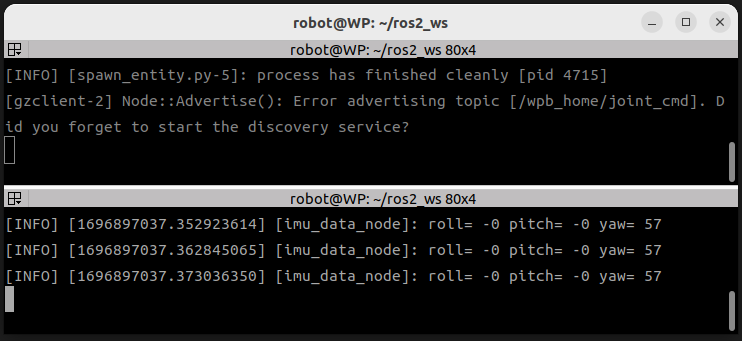 robot@WP: ~/ros2_ws
robot@WP: ~/ros2_ws 80x4
[INFO] [spawn_entity.py-5]: process has finished cleanly [pid 4715]
[gzclient-2] Node::Advertise(): Error advertising topic [/wpb_home/joint_cmd]. D
id you forget to start the discovery service?
robot@WP: ~/ros2_ws 80x4
[INFO] [1696897037.352923614] [imu_data_node]: roll= -0 pitch= -0 yaw= 57
[INFO] [1696897037.362845065] [imu_data_node]: roll= -0 pitch= -0 yaw= 57
[INFO] [1696897037.373036350] [imu_data_node]: roll= -0 pitch= -0 yaw= 57